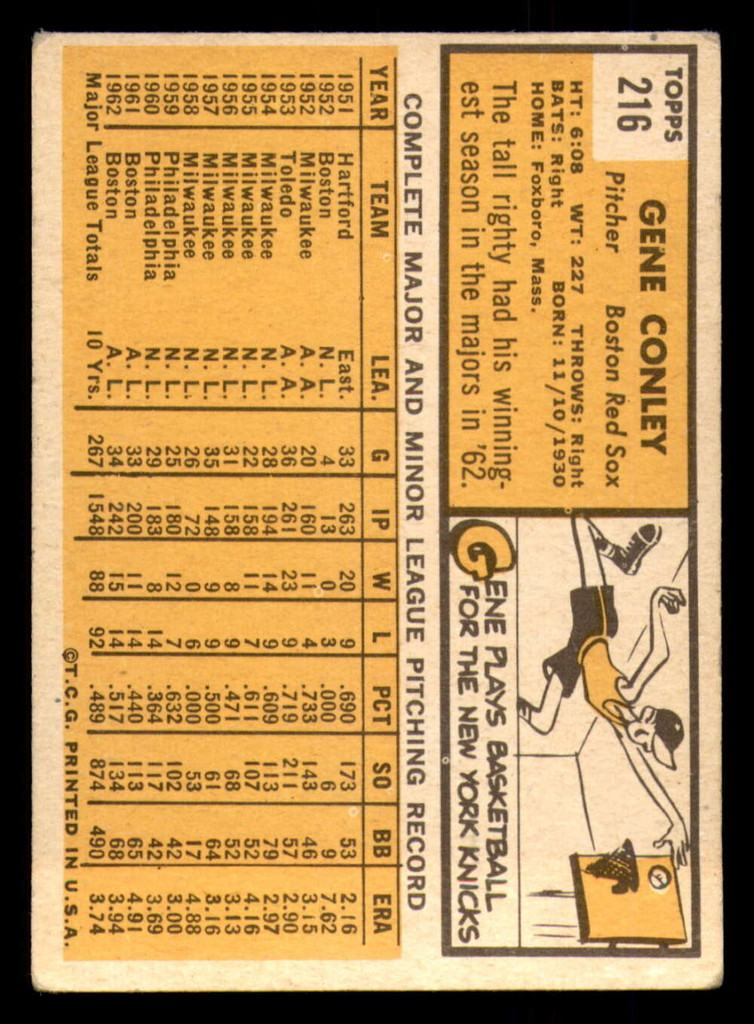 TOPPS
216
GENE CONLEY
Pitcher Boston Red Sox
HT: 6:08 WT: 227 THROWS: Right
BATS: Right BORN: 11/10/1930
HOME: Foxboro, Mass.
The tall righty had his winning-
est season in the majors in '62.
GENE PLAYS BASKETBALL
FOR THE NEW YORK KNICKS
COMPLETE MAJOR AND MINOR LEAGUE PITCHING RECORD
YEAR TEAM LEA. G IP W L PCT SO BB ERA
1951 Hartford East. 33 263 20 9 .690 173 53 2.16
1952 Boston N. L. 4 13 0 3 .000 6 9 7.62
1952 Milwaukee A. A. 20 160 11 4 .733 143 46 3.15
1953 Toledo A. A. 36 261 23 9 .719 211 57 2.90
1954 Milwaukee N. L. 28 194 14 9 .609 113 79 2.97
1955 Milwaukee N. L. 22 158 11 7 .611 107 52 4.16
1956 Milwaukee N. L. 31 158 8 9 .471 68 52 3.13
1957 Milwaukee N. L. 35 148 9 9 .500 61 64 3.16
1958 Milwaukee N. L. 26 72 0 6 .000 53 17 4.88
1959 Philadelphia N. L. 25 180 12 7 .632 102 42 3.00
1960 Philadelphia N. L. 29 183 8 14 .364 117 42 3.69
1961 Boston A. L. 33 200 11 14 .440 113 65 4.91
1962 Boston A. L. 34 242 15 14 .517 134 68 3.94
Major League Totals 10 Yrs. 267 1548 88 92 .489 874 490 3.74
©T.C.G. PRINTED IN U.S.A.